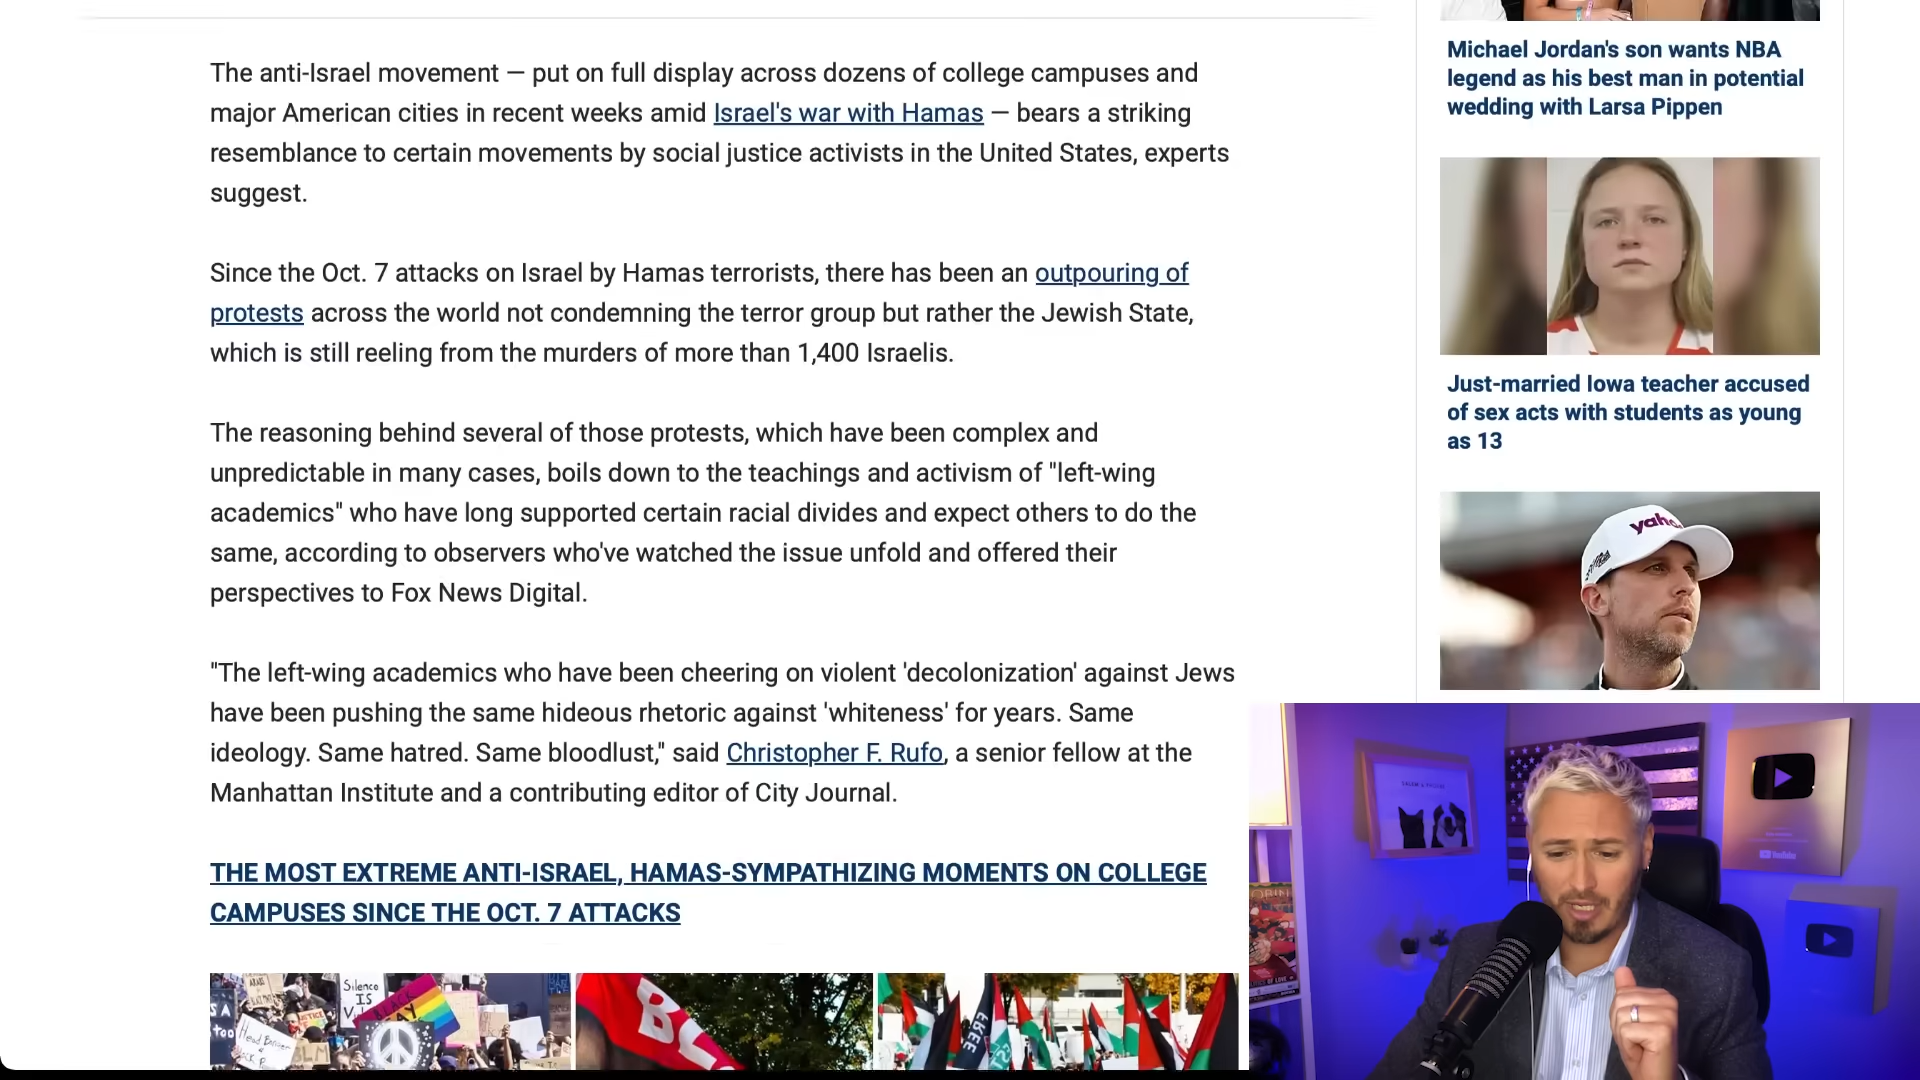 The anti-Israel movement — put on full display across dozens of college campuses and
major American cities in recent weeks amid Israel's war with Hamas — bears a striking
resemblance to certain movements by social justice activists in the United States, experts
suggest.
Since the Oct. 7 attacks on Israel by Hamas terrorists, there has been an outpouring of
protests across the world not condemning the terror group but rather the Jewish State,
which is still reeling from the murders of more than 1,400 Israelis.
The reasoning behind several of those protests, which have been complex and
unpredictable in many cases, boils down to the teachings and activism of "left-wing
academics" who have long supported certain racial divides and expect others to do the
same, according to observers who've watched the issue unfold and offered their
perspectives to Fox News Digital.
"The left-wing academics who have been cheering on violent 'decolonization' against Jews
have been pushing the same hideous rhetoric against 'whiteness' for years. Same
ideology. Same hatred. Same bloodlust," said Christopher F. Rufo, a senior fellow at the
Manhattan Institute and a contributing editor of City Journal.
THE MOST EXTREME ANTI-ISRAEL, HAMAS-SYMPATHIZING MOMENTS ON COLLEGE
CAMPUSES SINCE THE OCT. 7 ATTACKS
Silence
IS
BLM
FREE
Michael Jordan's son wants NBA
legend as his best man in potential
wedding with Larsa Pippen
Just-married Iowa teacher accused
of sex acts with students as young
as 13
YouTube